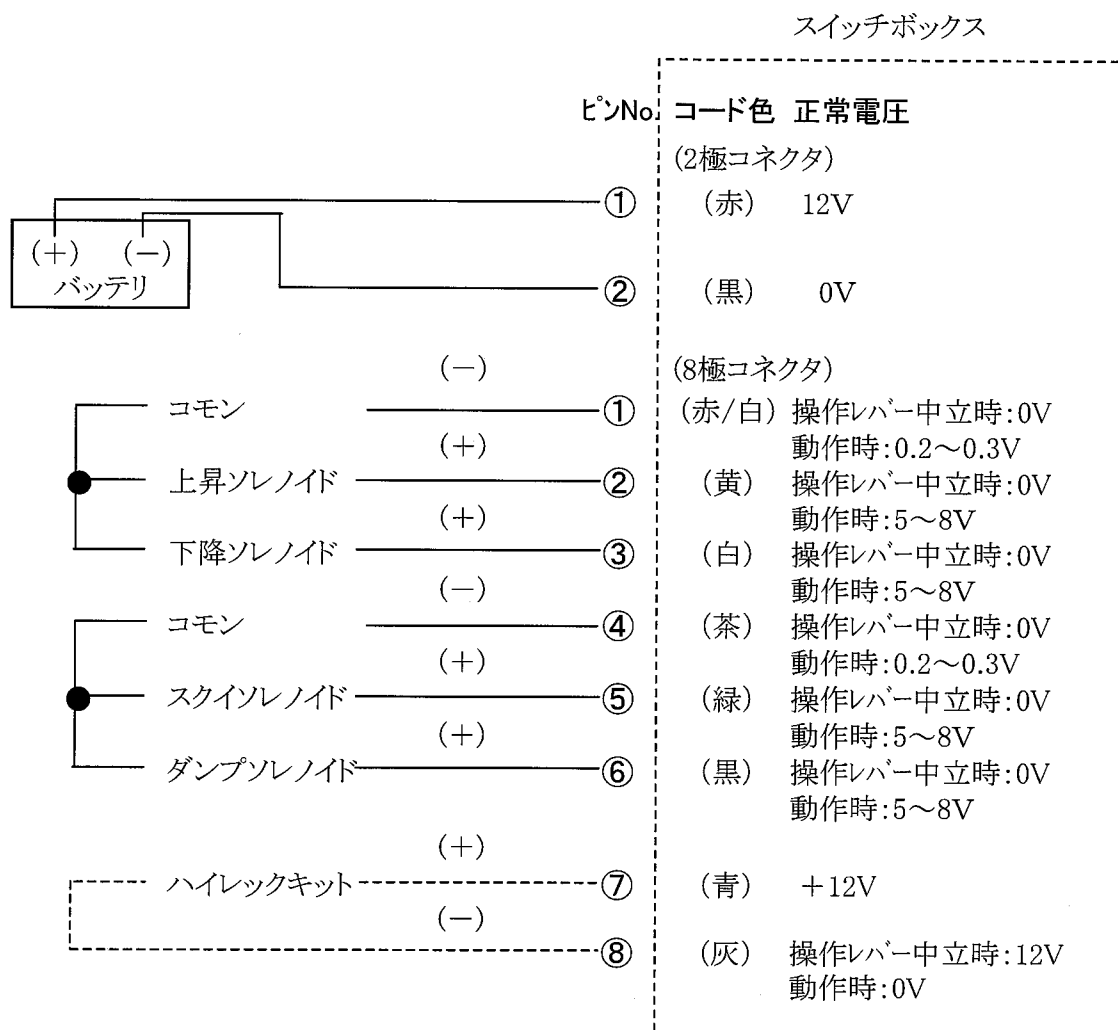 スイッチボックス
ピンNo. コード色 正常電圧
(2極コネクタ)
① (赤) 12V
(+) (−)
バッテリ
② (黒) 0V
(−) (8極コネクタ)
コモン ① (赤/白) 操作レバー中立時:0V
(+) 動作時:0.2〜0.3V
上昇ソレノイド ② (黄) 操作レバー中立時:0V
(+) 動作時:5〜8V
下降ソレノイド ③ (白) 操作レバー中立時:0V
(−) 動作時:5〜8V
コモン ④ (茶) 操作レバー中立時:0V
(+) 動作時:0.2〜0.3V
スクイソレノイド ⑤ (緑) 操作レバー中立時:0V
(+) 動作時:5〜8V
ダンプソレノイド ⑥ (黒) 操作レバー中立時:0V
動作時:5〜8V
(+)
ハイレックキット ⑦ (青) +12V
(−)
⑧ (灰) 操作レバー中立時:12V
動作時:0V